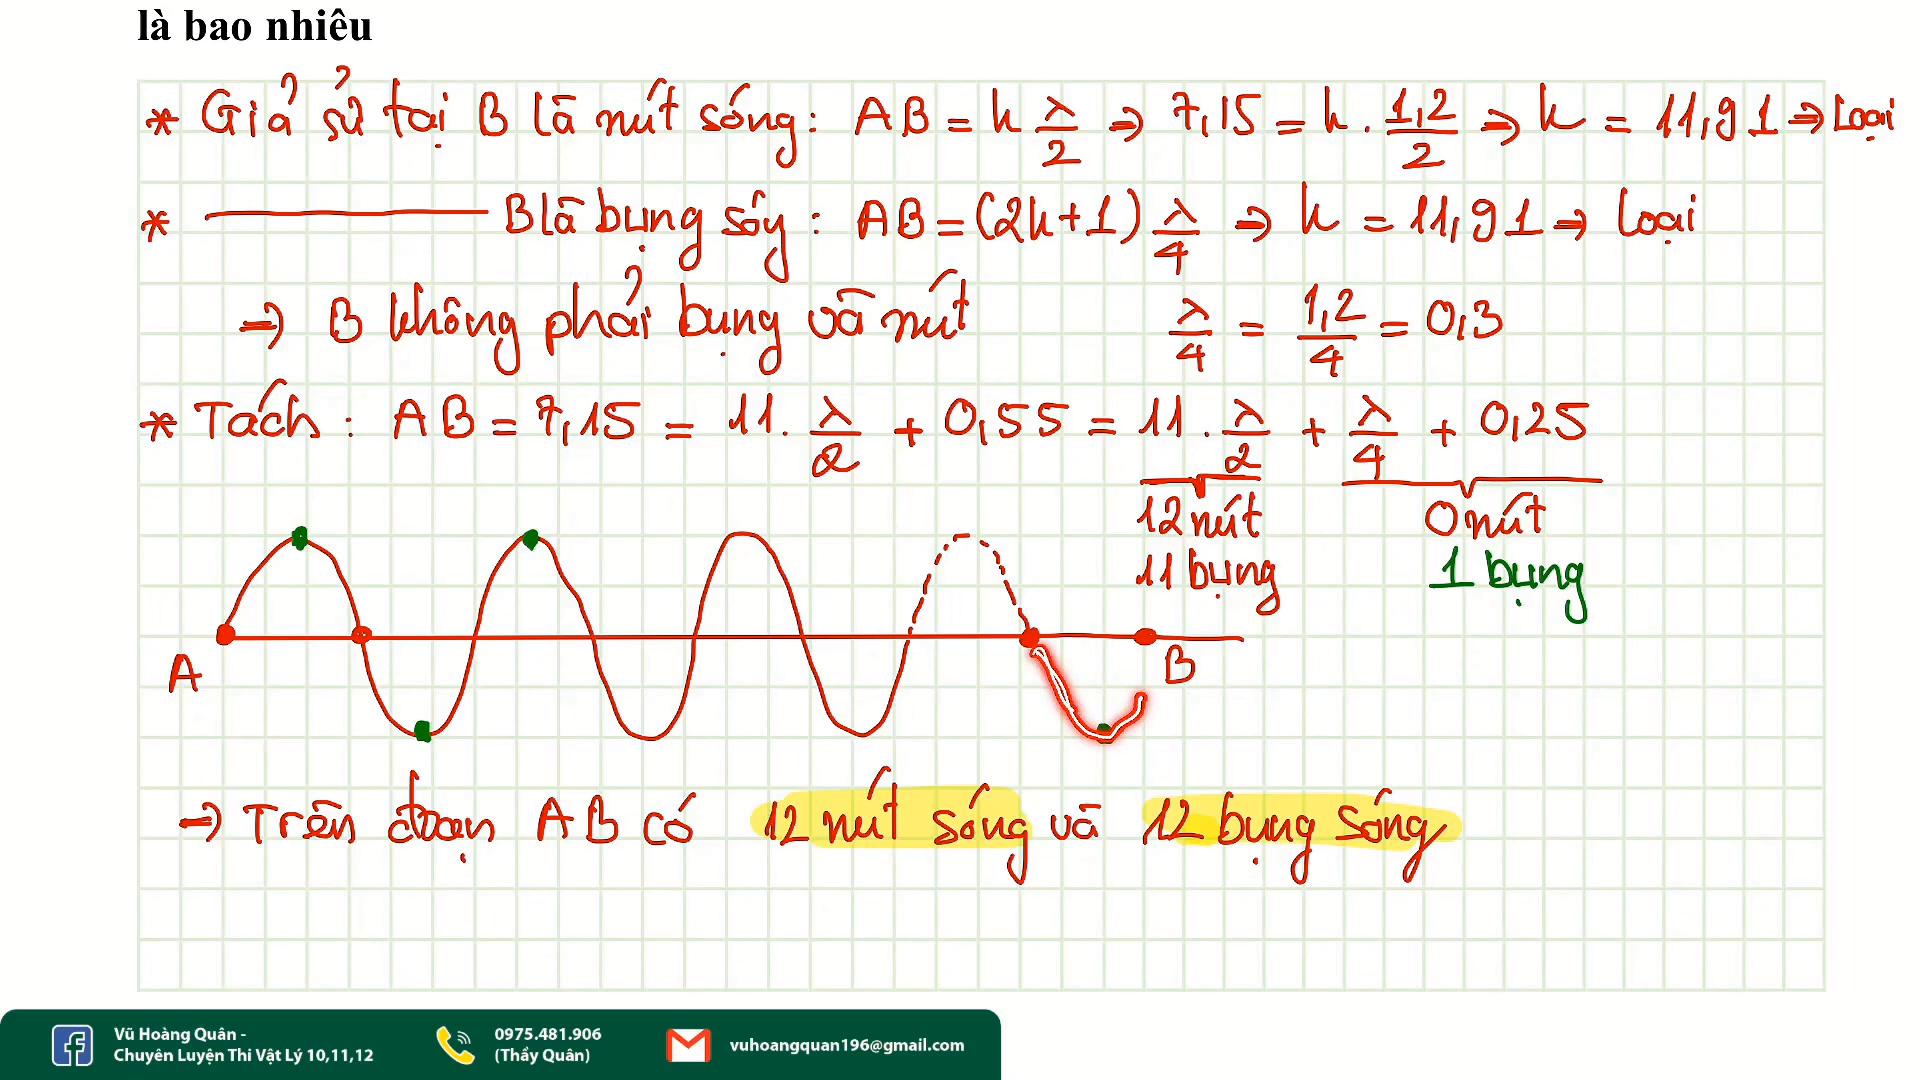 là bao nhiêu
* Giả sử tại B là nút sóng: AB = k λ/2 ⇒ 7,15 = k . 1,2/2 ⇒ k = 11,91 ⇒ Loại
* ——— B là bụng sóg : AB = (2k+1) λ/4 ⇒ k = 11,91 ⇒ Loại
⇒ B không phải bụng và nút λ/4 = 1,2/4 = 0,3
* Tách : AB = 7,15 = 11 . λ/2 + 0,55 = 11 . λ/2 + λ/4 + 0,25
12 nút 0 nút
11 bụng 1 bụng
A B
⇒ Trên đoạn AB có 12 nút sóng và 12 bụng sóng
Vũ Hoàng Quân -
Chuyên Luyện Thi Vật Lý 10,11,12
0975.481.906
(Thầy Quân)
vuhoangquan196@gmail.com